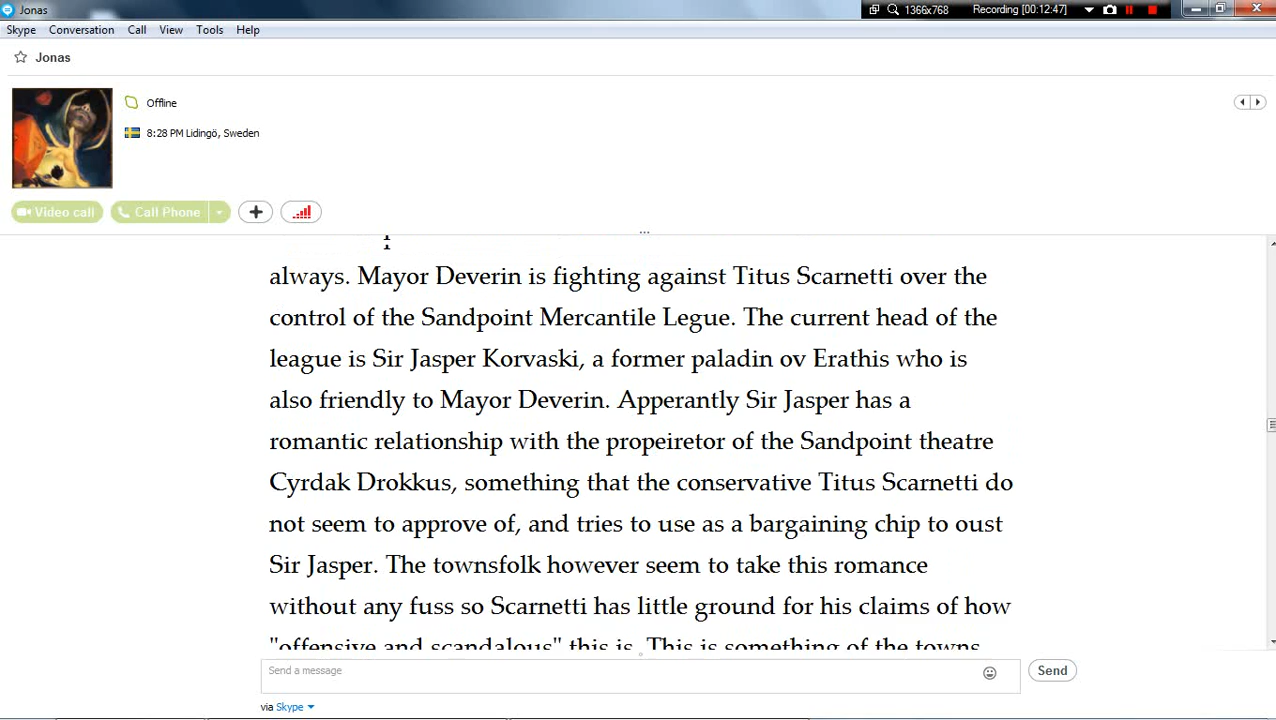 Jonas
1366x768
Recording [00:12:47]
Skype Conversation Call View Tools Help
Jonas
Offline
8:28 PM Lidingö, Sweden
Video call
Call Phone
always. Mayor Deverin is fighting against Titus Scarnetti over the
control of the Sandpoint Mercantile Legue. The current head of the
league is Sir Jasper Korvaski, a former paladin ov Erathis who is
also friendly to Mayor Deverin. Apperantly Sir Jasper has a
romantic relationship with the propeiretor of the Sandpoint theatre
Cyrdak Drokkus, something that the conservative Titus Scarnetti do
not seem to approve of, and tries to use as a bargaining chip to oust
Sir Jasper. The townsfolk however seem to take this romance
without any fuss so Scarnetti has little ground for his claims of how
"offensive and scandalous" this is. This is something of the towns
Send a message
Send
via Skype